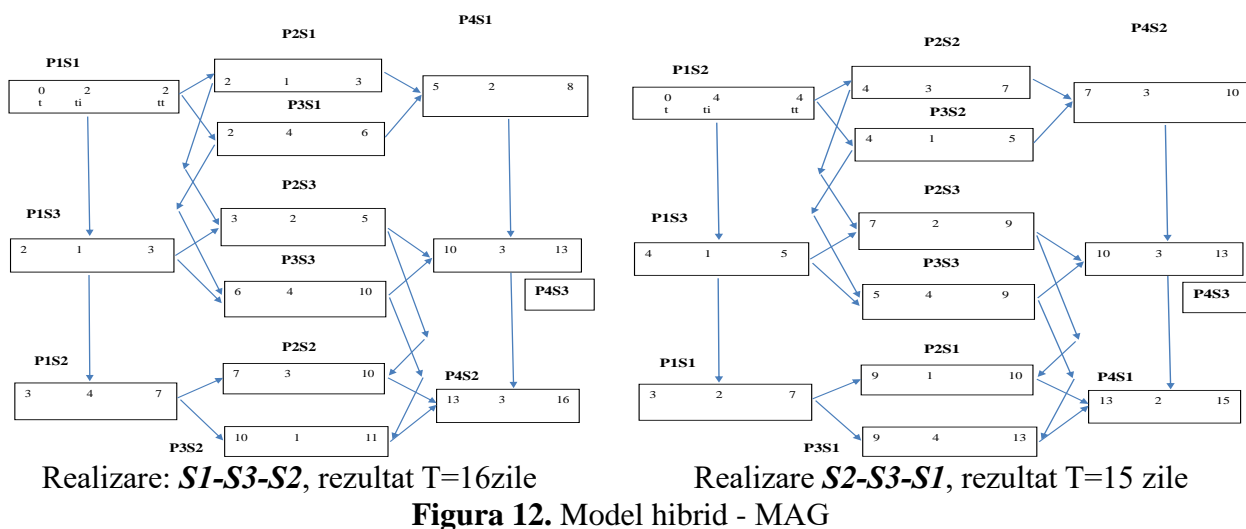 P4S1
P2S1
P1S1
0 2 2
t ti tt
2 1 3
5 2 8
P3S1
2 4 6
P2S3
P1S3
3 2 5
2 1 3
10 3 13
P3S3
6 4 10
P4S3
P2S2
P1S2
7 3 10
P4S2
3 4 7
13 3 16
P3S2
10 1 11
Realizare: S1-S3-S2, rezultat T=16zile
P4S2
P2S2
P1S2
0 4 4
t ti tt
4 3 7
7 3 10
P3S2
4 1 5
P2S3
P1S3
7 2 9
4 1 5
10 3 13
P3S3
5 4 9
P4S3
P2S1
P1S1
9 1 10
P4S1
3 2 7
13 2 15
P3S1
9 4 13
Realizare S2-S3-S1, rezultat T=15 zile
Figura 12. Model hibrid - MAG